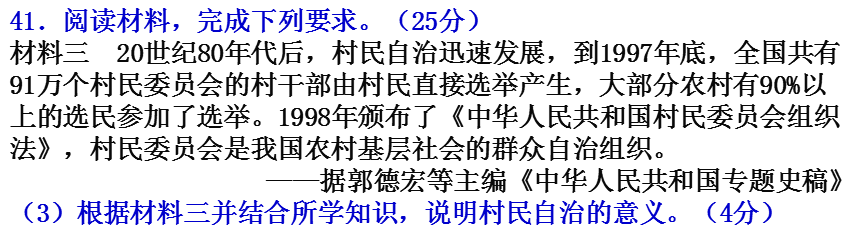 41．阅读材料，完成下列要求。（25分）
材料三　20世纪80年代后，村民自治迅速发展，到1997年底，全国共有
91万个村民委员会的村干部由村民直接选举产生，大部分农村有90%以
上的选民参加了选举。1998年颁布了《中华人民共和国村民委员会组织
法》，村民委员会是我国农村基层社会的群众自治组织。
——据郭德宏等主编《中华人民共和国专题史稿》
（3）根据材料三并结合所学知识，说明村民自治的意义。（4分）